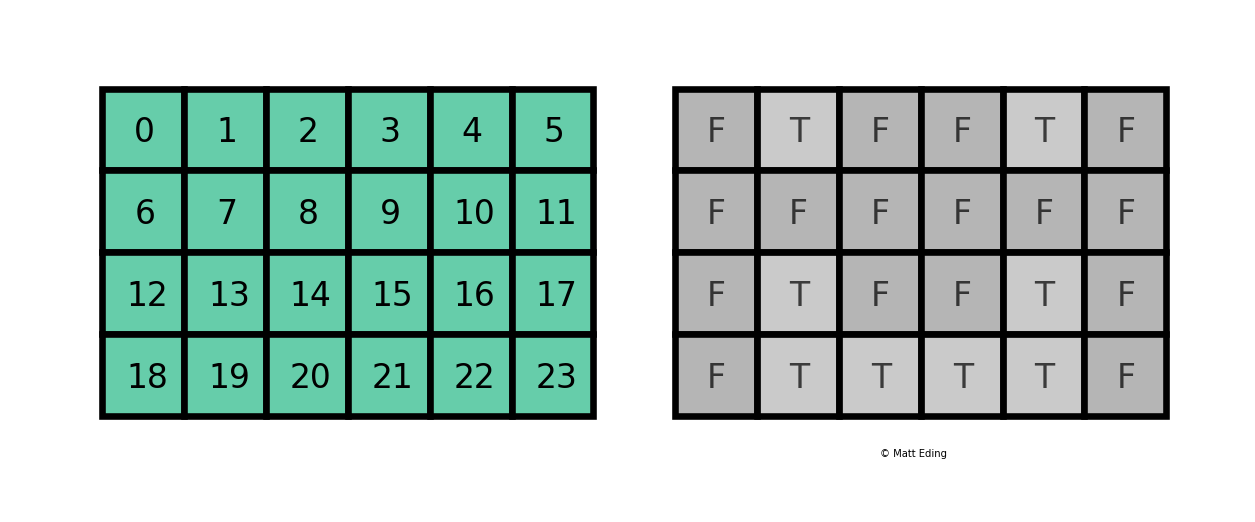 0 1 2 3 4 5 F T F F T F
6 7 8 9 10 11 F F F F F F
12 13 14 15 16 17 F T F F T F
18 19 20 21 22 23 F T T T T F
© Matt Eding